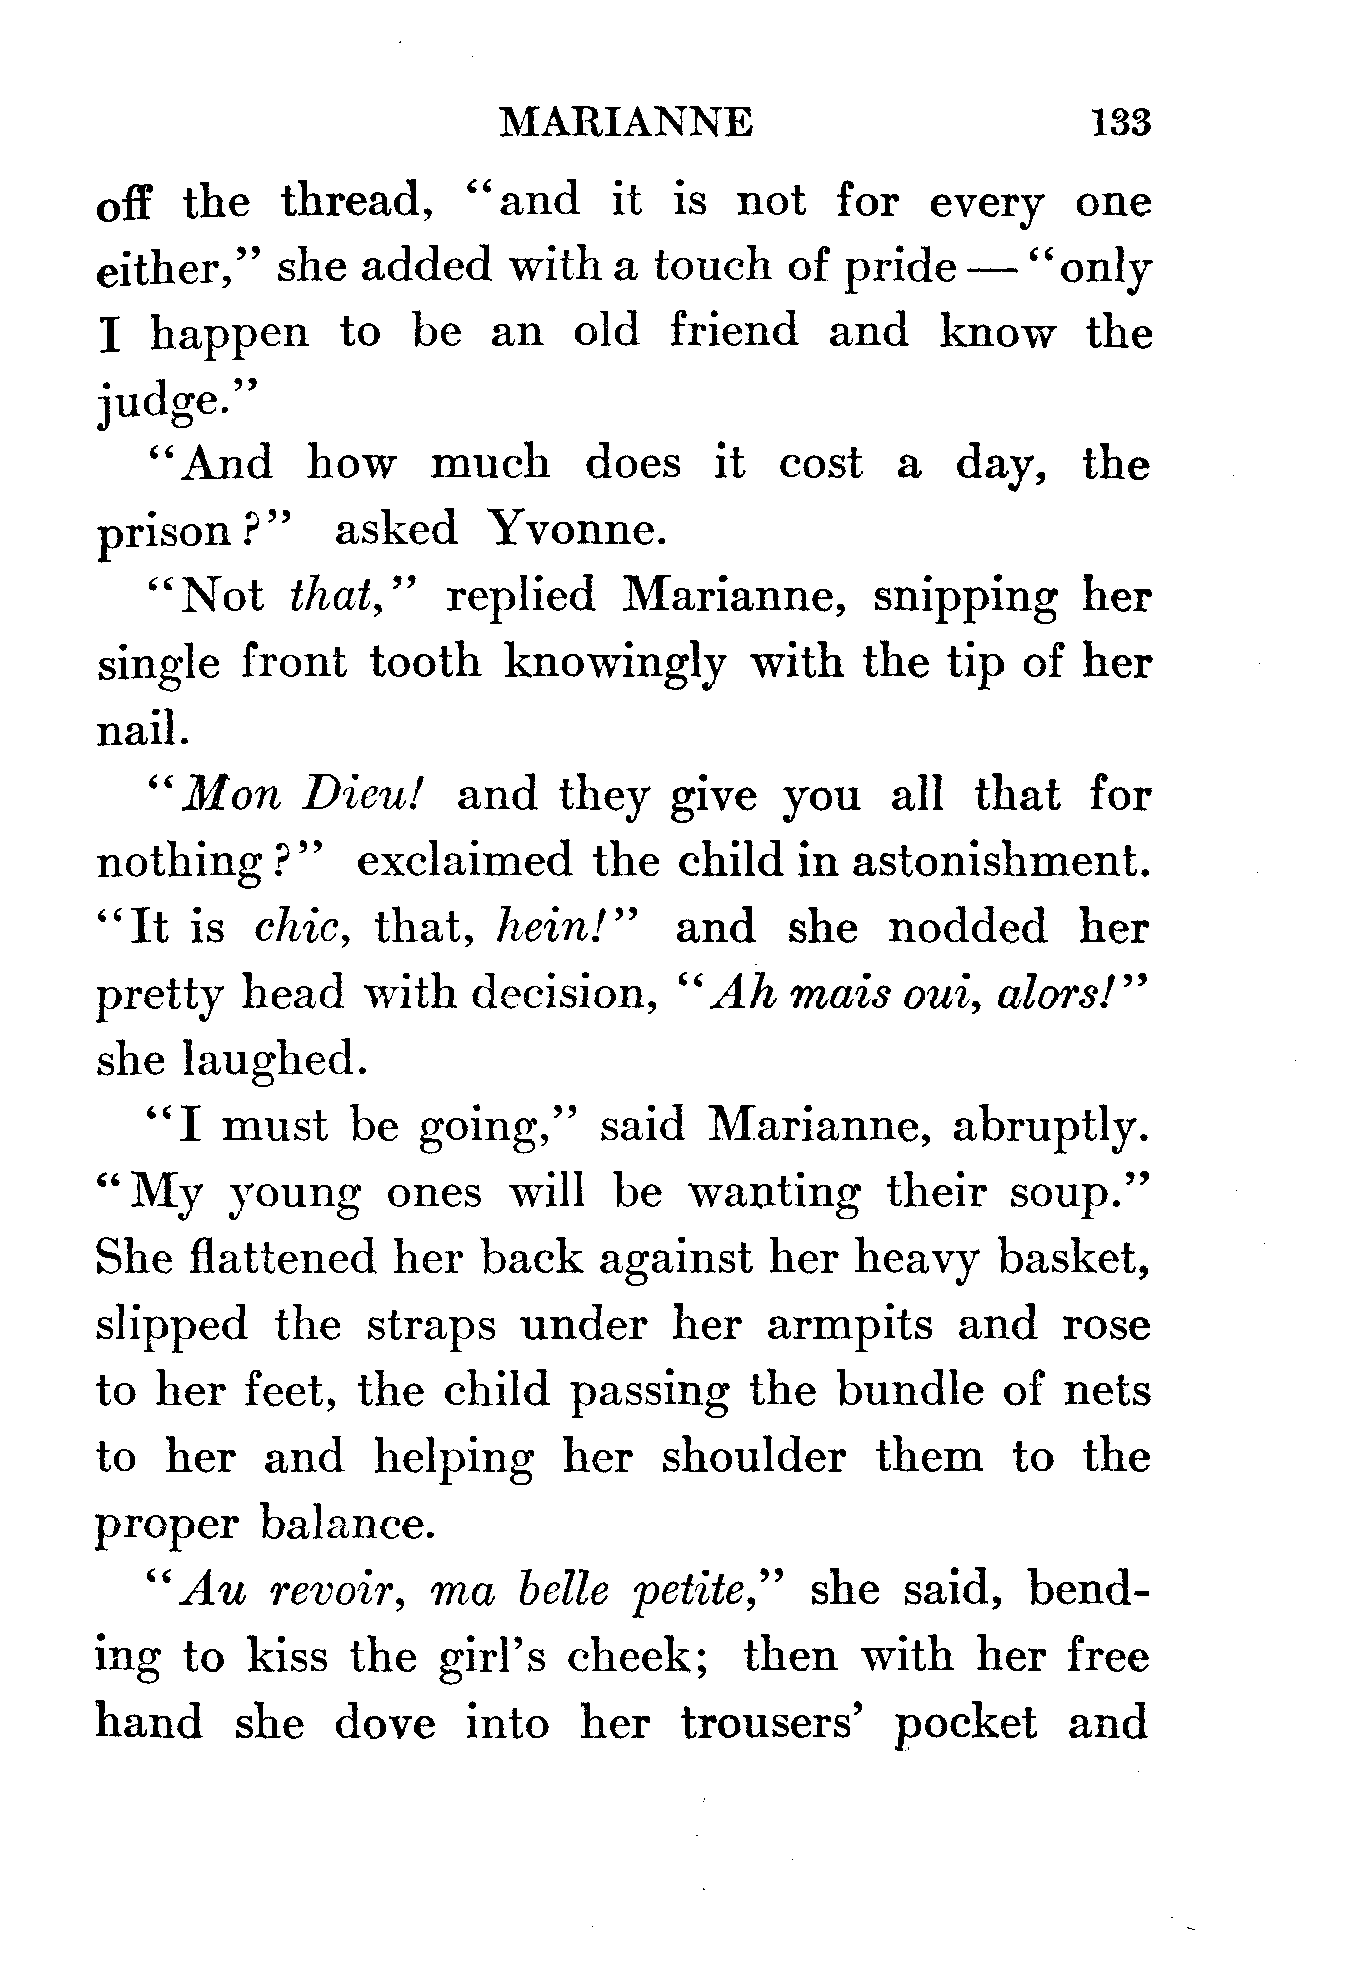 MARIANNE 133
off the thread, "and it is not for every one
either," she added with a touch of pride — "only
I happen to be an old friend and know the
judge."
"And how much does it cost a day, the
prison?" asked Yvonne.
"Not that," replied Marianne, snipping her
single front tooth knowingly with the tip of her
nail.
"Mon Dieu! and they give you all that for
nothing?" exclaimed the child in astonishment.
"It is chic, that, hein!" and she nodded her
pretty head with decision, "Ah mais oui, alors!"
she laughed.
"I must be going," said Marianne, abruptly.
"My young ones will be wanting their soup."
She flattened her back against her heavy basket,
slipped the straps under her armpits and rose
to her feet, the child passing the bundle of nets
to her and helping her shoulder them to the
proper balance.
"Au revoir, ma belle petite," she said, bend-
ing to kiss the girl's cheek; then with her free
hand she dove into her trousers' pocket and